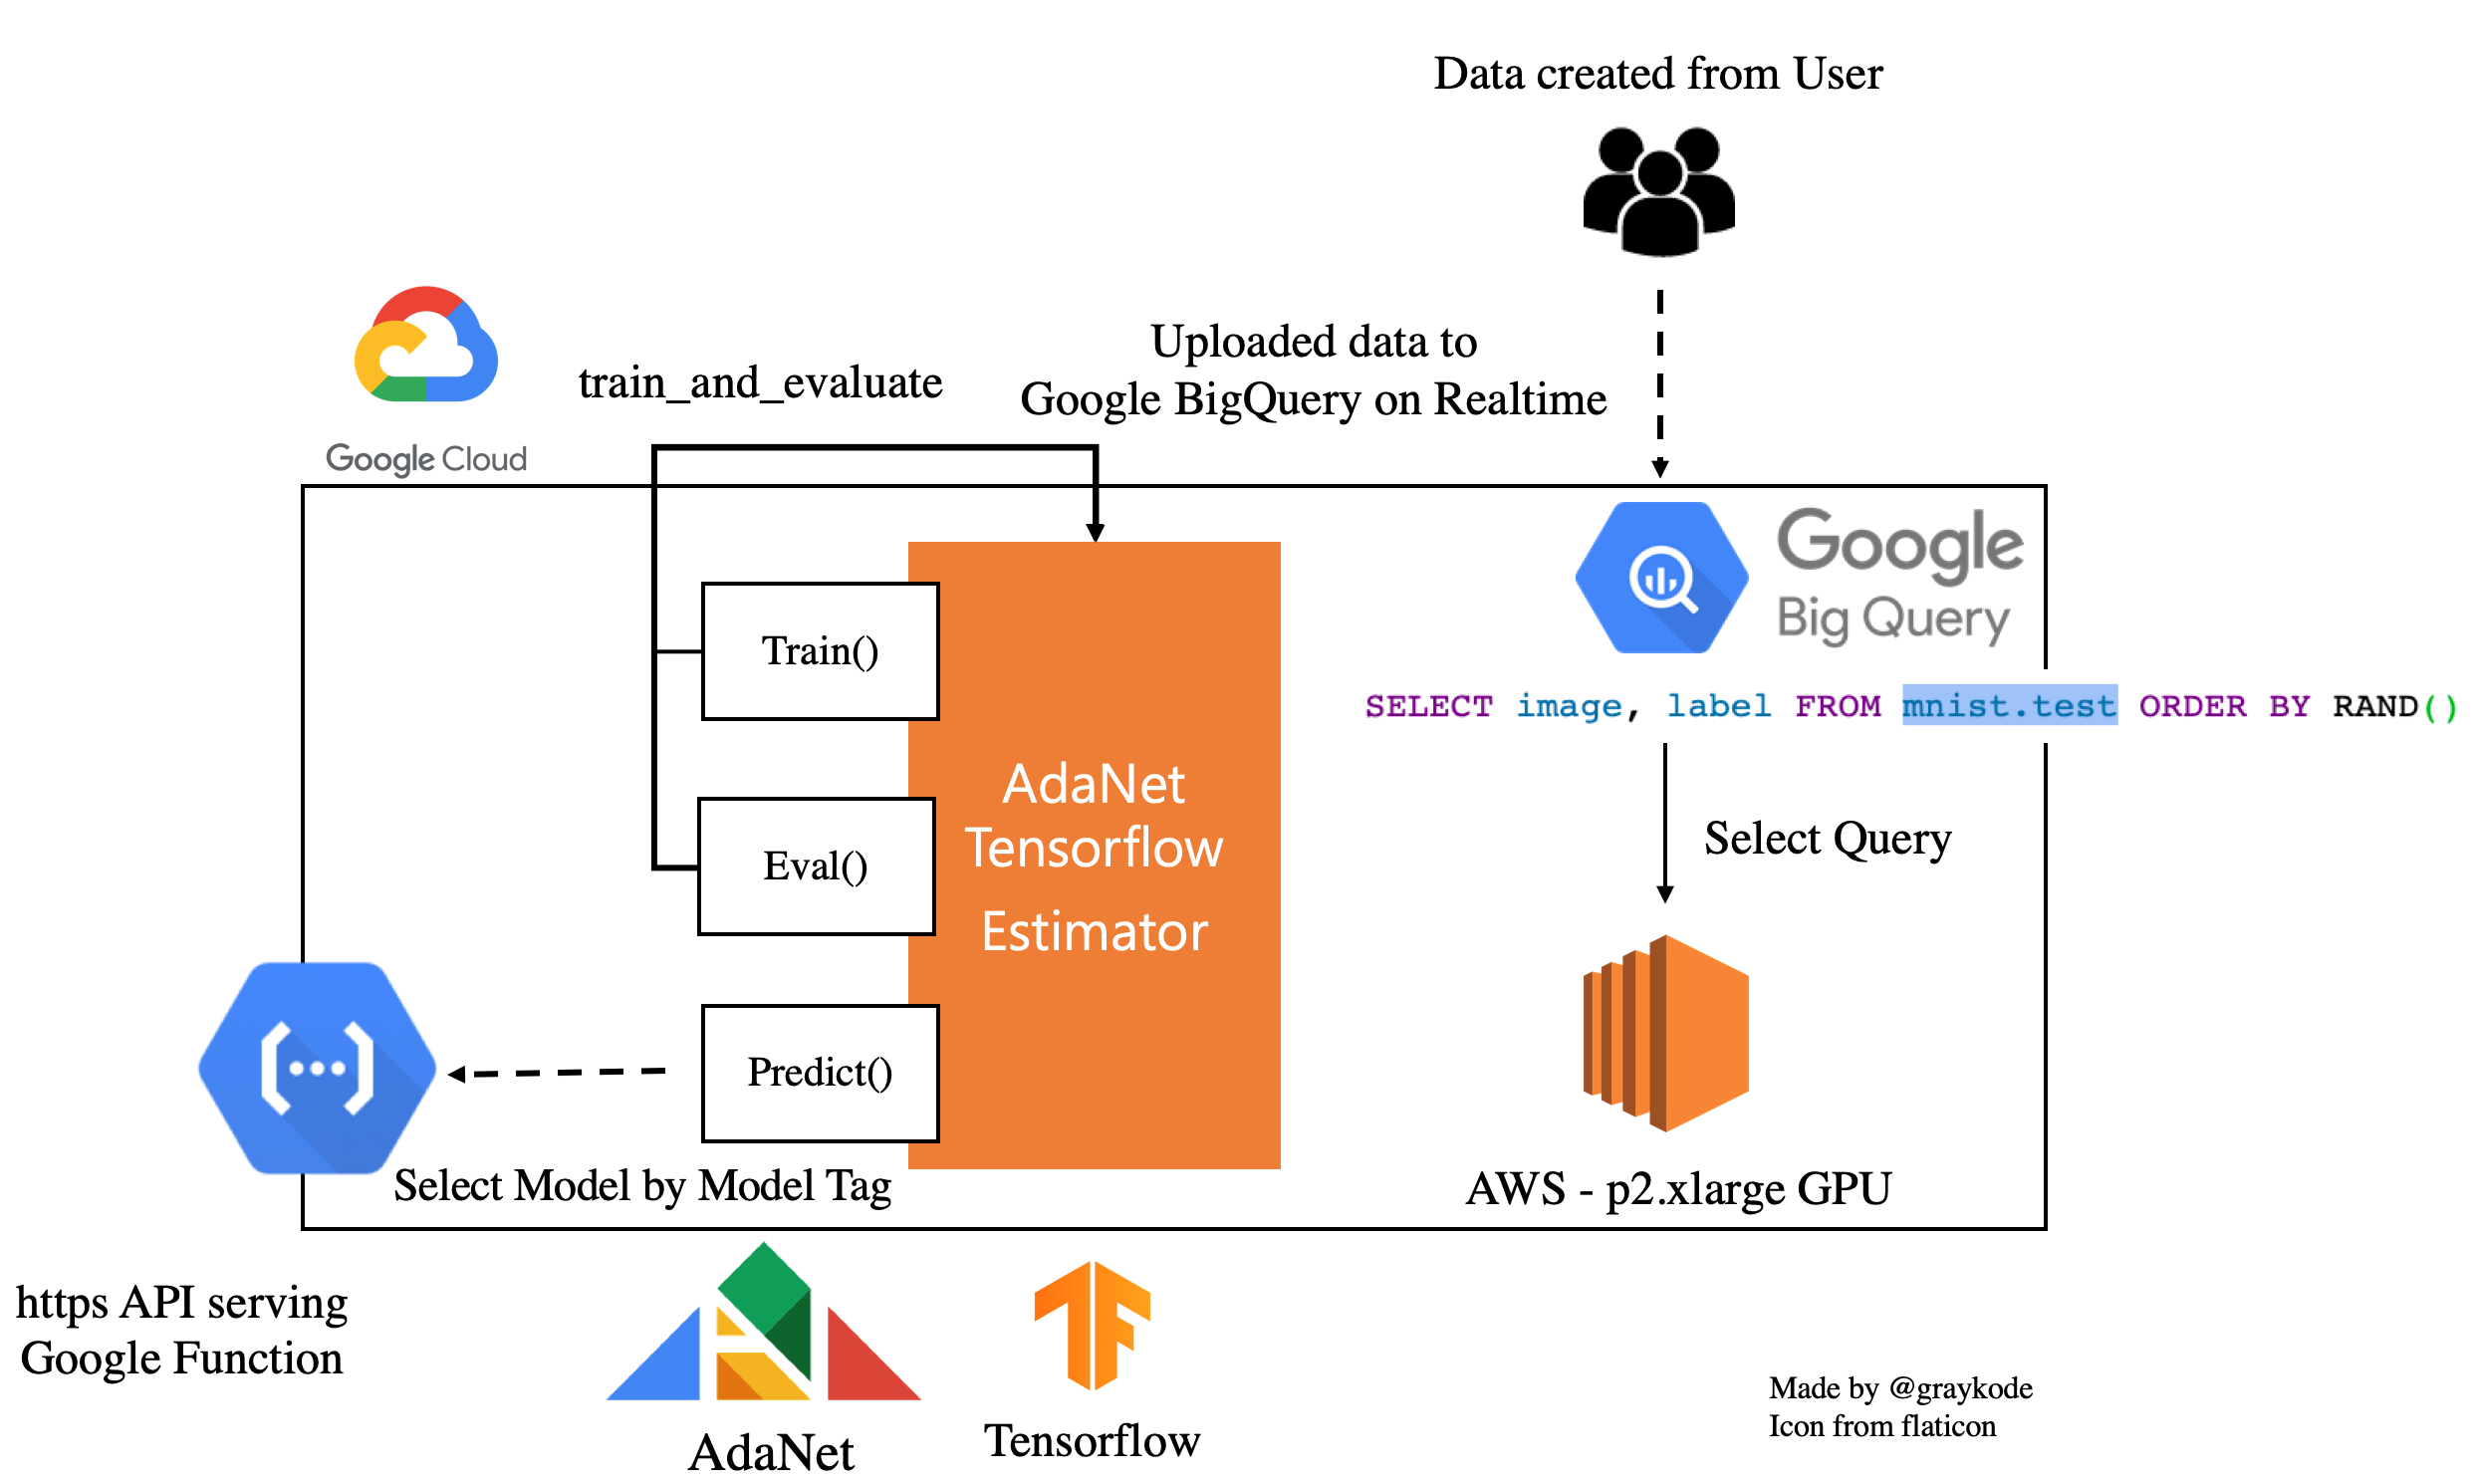 Data created from User
Uploaded data to
Google BigQuery on Realtime
train_and_evaluate
Google Cloud
Google
Big Query
Train()
SELECT image, label FROM mnist.test ORDER BY RAND()
AdaNet
Tensorflow
Estimator
Select Query
Eval()
Predict()
Select Model by Model Tag
AWS - p2.xlarge GPU
https API serving
Google Function
AdaNet
Tensorflow
Made by @graykode
Icon from flaticon